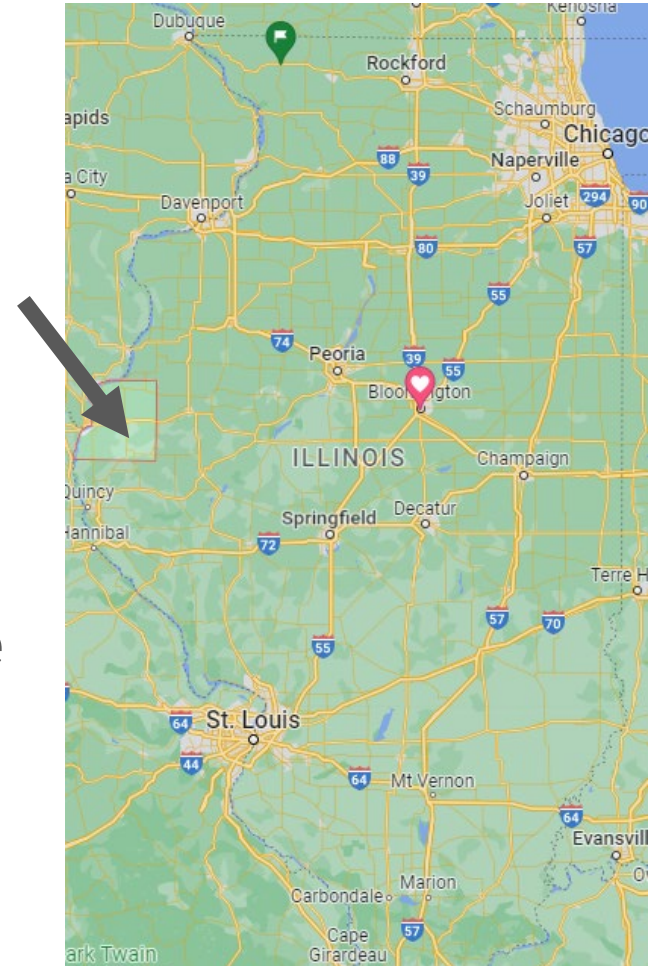 Kenosha
Dubuque
Rockford
Schaumburg
apids
Chicago
88
39
Naperville
a City
Davenport
Joliet
294
90
80
57
55
74
Peoria
39
55
Bloo ngton
ILLINOIS
Champaign
Quincy
Springfield
Decatur
Hannibal
72
Terre H
57
70
e
55
64
St. Louis
44
64
Mt Vernon
64
Evansvill
Marion
Carbondale
57
Cape
Girardeau
ark Twain